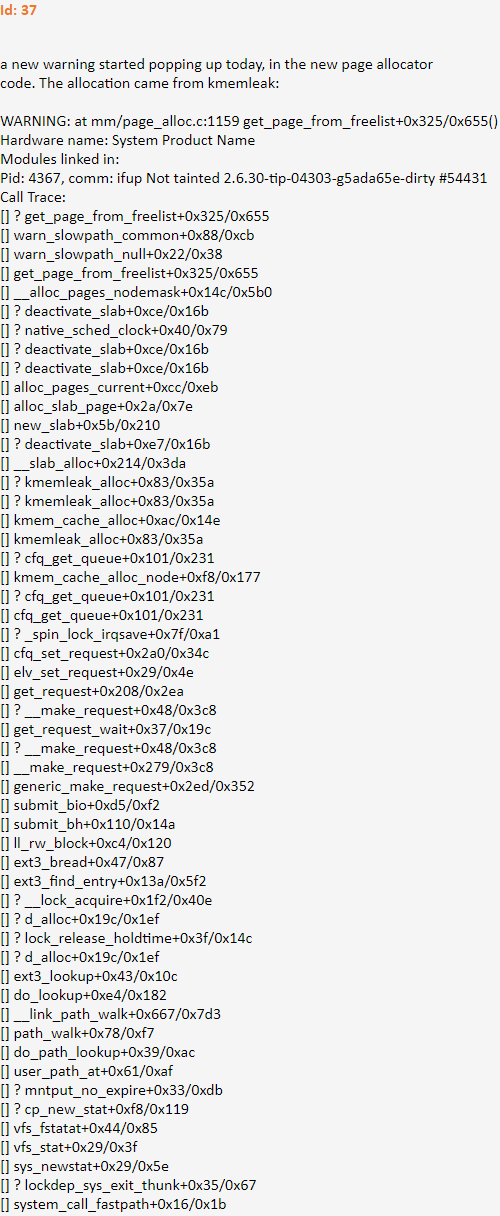 Id: 37
a new warning started popping up today, in the new page allocator
code. The allocation came from kmemleak:
WARNING: at mm/page_alloc.c:1159 get_page_from_freelist+0x325/0x655()
Hardware name: System Product Name
Modules linked in:
Pid: 4367, comm: ifup Not tainted 2.6.30-tip-04303-g5ada65e-dirty #54431
Call Trace:
[] ? get_page_from_freelist+0x325/0x655
[] warn_slowpath_common+0x88/0xcb
[] warn_slowpath_null+0x22/0x38
[] get_page_from_freelist+0x325/0x655
[] __alloc_pages_nodemask+0x14c/0x5b0
[] ? deactivate_slab+0xce/0x16b
[] ? native_sched_clock+0x40/0x79
[] ? deactivate_slab+0xce/0x16b
[] ? deactivate_slab+0xce/0x16b
[] alloc_pages_current+0xcc/0xeb
[] alloc_slab_page+0x2a/0x7e
[] new_slab+0x5b/0x210
[] ? deactivate_slab+0xe7/0x16b
[] __slab_alloc+0x214/0x3da
[] ? kmemleak_alloc+0x83/0x35a
[] ? kmemleak_alloc+0x83/0x35a
[] kmem_cache_alloc+0xac/0x14e
[] kmemleak_alloc+0x83/0x35a
[] ? cfq_get_queue+0x101/0x231
[] kmem_cache_alloc_node+0xf8/0x177
[] ? cfq_get_queue+0x101/0x231
[] cfq_get_queue+0x101/0x231
[] ? _spin_lock_irqsave+0x7f/0xa1
[] cfq_set_request+0x2a0/0x34c
[] elv_set_request+0x29/0x4e
[] get_request+0x208/0x2ea
[] ? __make_request+0x48/0x3c8
[] get_request_wait+0x37/0x19c
[] ? __make_request+0x48/0x3c8
[] __make_request+0x279/0x3c8
[] generic_make_request+0x2ed/0x352
[] submit_bio+0xd5/0xf2
[] submit_bh+0x110/0x14a
[] ll_rw_block+0xc4/0x120
[] ext3_bread+0x47/0x87
[] ext3_find_entry+0x13a/0x5f2
[] ? __lock_acquire+0x1f2/0x40e
[] ? d_alloc+0x19c/0x1ef
[] ? lock_release_holdtime+0x3f/0x14c
[] ? d_alloc+0x19c/0x1ef
[] ext3_lookup+0x43/0x10c
[] do_lookup+0xe4/0x182
[] __link_path_walk+0x667/0x7d3
[] path_walk+0x78/0xf7
[] do_path_lookup+0x39/0xac
[] user_path_at+0x61/0xaf
[] ? mntput_no_expire+0x33/0xdb
[] ? cp_new_stat+0xf8/0x119
[] vfs_fstatat+0x44/0x85
[] vfs_stat+0x29/0x3f
[] sys_newstat+0x29/0x5e
[] ? lockdep_sys_exit_thunk+0x35/0x67
[] system_call_fastpath+0x16/0x1b